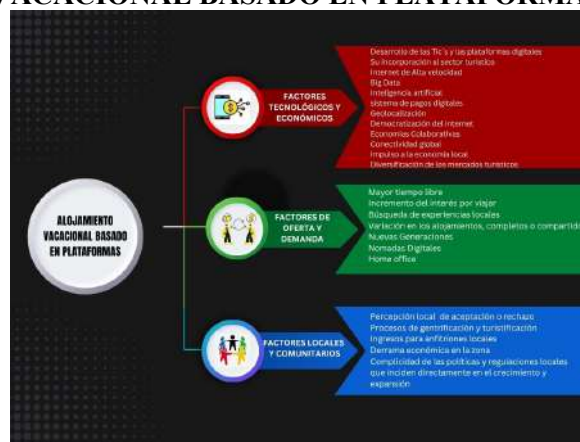 VACACIONAL BASADO EN PLATAFORMA
ALOJAMIENTO
VACACIONAL BASADO
EN PLATAFORMAS
FACTORES
TECNOLÓGICOS Y
ECONÓMICOS
Desarrollo de las Tic´s y las plataformas digitales
Su incorporación al sector turístico
Internet de Alta velocidad
Big Data
Inteligencia artificial
sistema de pagos digitales
Geolocalización
Democratización del internet
Economías Colaborativas
Conectividad global
Impulso a la economía local
Diversificación de los mercados turísticos
FACTORES DE
OFERTA Y
DEMANDA
Mayor tiempo libre
Incremento del interés por viajar
Búsqueda de experiencias locales
Variación en los alojamientos, completos o compartido
Nuevas Generaciones
Nomadas Digitales
Home office
FACTORES LOCALES
Y COMUNITARIOS
Percepción local de aceptación o rechazo
Procesos de gentrificación y turistificación
Ingresos para anfitriones locales
Derrama económica en la zona
Complicidad de las políticas y regulaciones locales
que inciden directamente en el crecimiento y
expansión